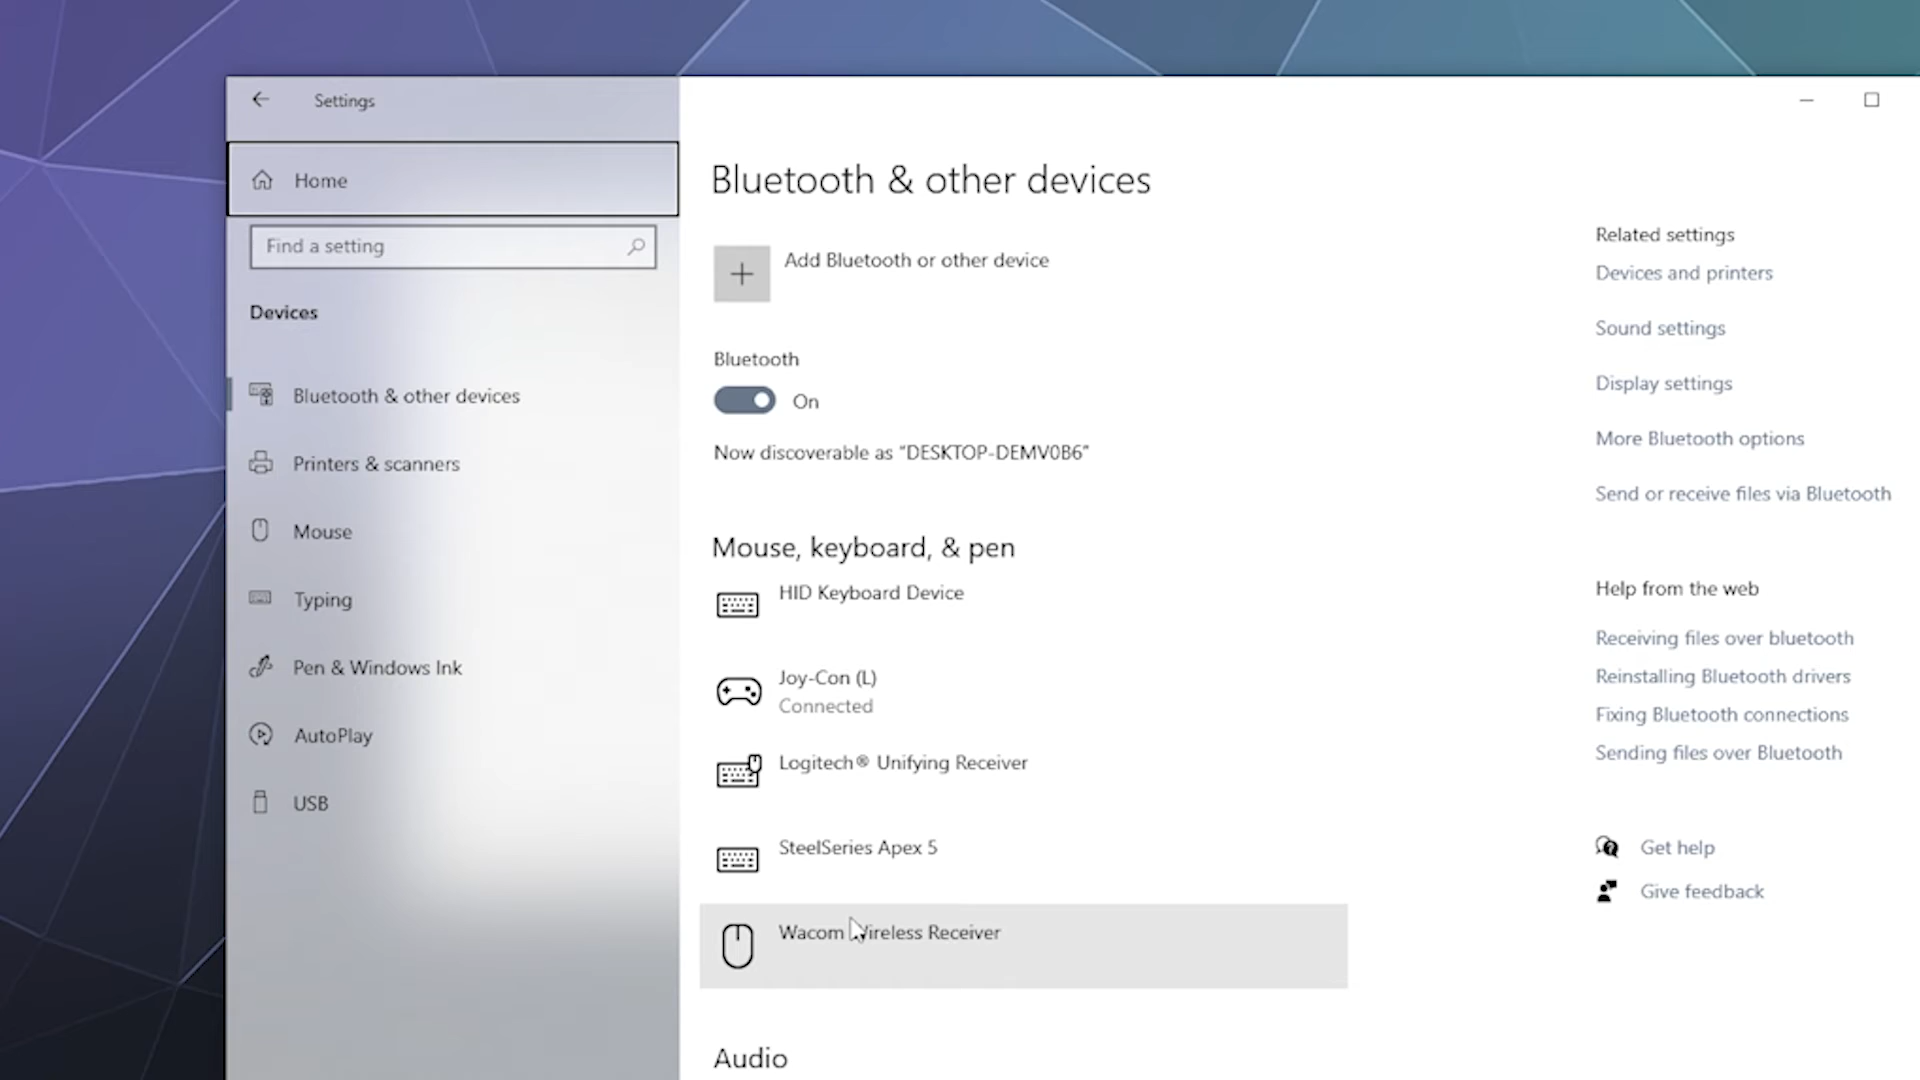 Settings
Home
Find a setting
Devices
Bluetooth & other devices
Printers & scanners
Mouse
Typing
Pen & Windows Ink
AutoPlay
USB
Bluetooth & other devices
Add Bluetooth or other device
Bluetooth
On
Now discoverable as “DESKTOP-DEMV0B6”
Mouse, keyboard, & pen
HID Keyboard Device
Joy-Con (L)
Connected
Logitech® Unifying Receiver
SteelSeries Apex 5
Wacom Wireless Receiver
Audio
Related settings
Devices and printers
Sound settings
Display settings
More Bluetooth options
Send or receive files via Bluetooth
Help from the web
Receiving files over bluetooth
Reinstalling Bluetooth drivers
Fixing Bluetooth connections
Sending files over Bluetooth
Get help
Give feedback